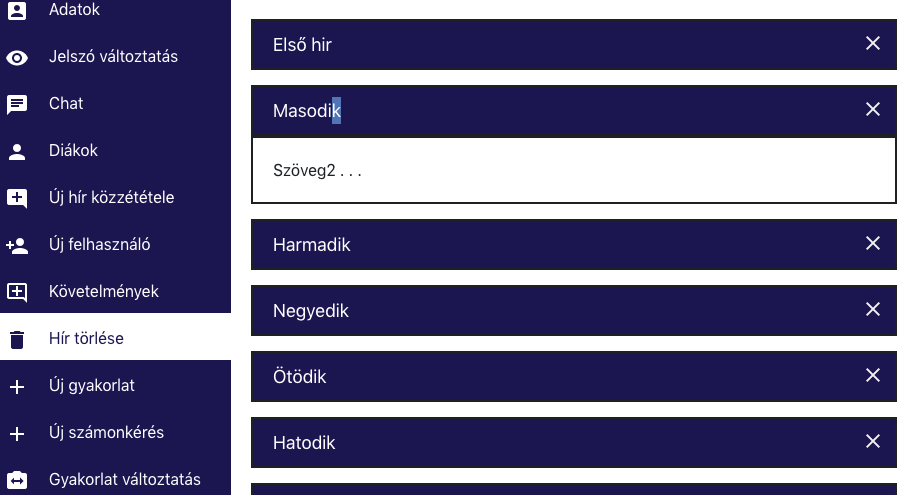 Adatok
Jelszó változtatás
Chat
Diákok
Új hír közzététele
Új felhasználó
Követelmények
Hír törlése
Új gyakorlat
Új számonkérés
Gyakorlat változtatás
Első hir
Masodik
Szöveg2 . . .
Harmadik
Negyedik
Ötödik
Hatodik